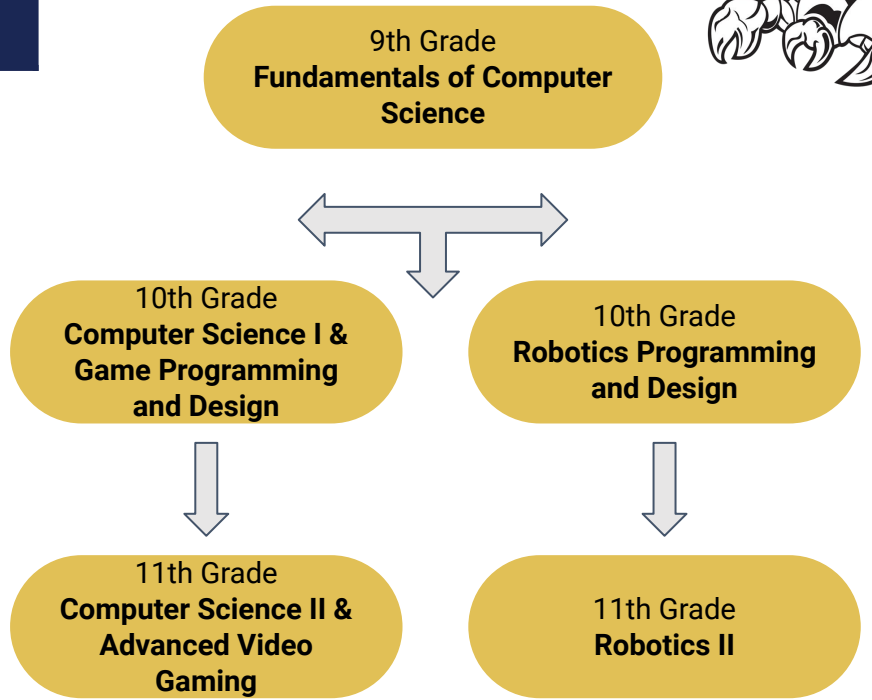 9th Grade
Fundamentals of Computer
Science
10th Grade
Computer Science I &
Game Programming
and Design
10th Grade
Robotics Programming
and Design
11th Grade
Computer Science II &
Advanced Video
Gaming
11th Grade
Robotics II